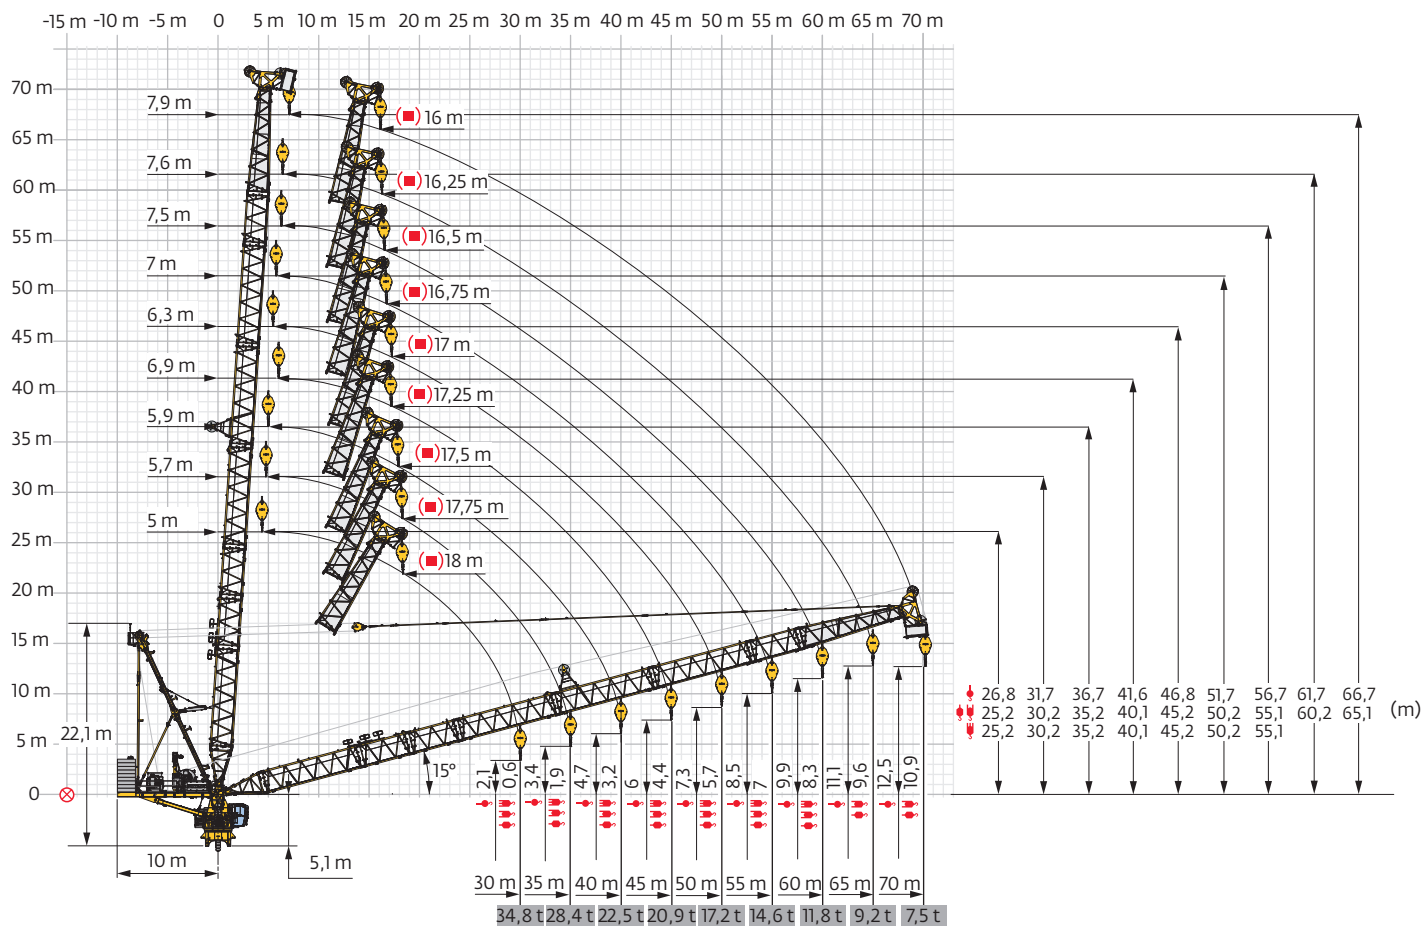 -15 m -10 m -5 m 0 5 m 10 m 15 m 20 m 25 m 30 m 35 m 40 m 45 m 50 m 55 m 60 m 65 m 70 m
70 m
7,9 m
(■) 16 m
65 m
7,6 m
(■) 16,25 m
60 m
7,5 m
(■) 16,5 m
55 m
7 m
(■) 16,75 m
50 m
6,3 m
(■) 17 m
45 m
6,9 m
(■) 17,25 m
40 m
5,9 m
(■) 17,5 m
35 m
5,7 m
(■) 17,75 m
30 m
5 m
(■) 18 m
25 m
20 m
15 m
10 m
5 m
0
22,1 m
15°
26,8 31,7 36,7 41,6 46,8 51,7 56,7 61,7 66,7
25,2 30,2 35,2 40,1 45,2 50,2 55,1 60,2 65,1 (m)
25,2 30,2 35,2 40,1 45,2 50,2 55,1
2,1 0,6 3,4 1,9 4,7 3,2 6 4,4 7,3 5,7 8,5 7 9,9 8,3 11,1 9,6 12,5 10,9
10 m
5,1 m
30 m 35 m 40 m 45 m 50 m 55 m 60 m 65 m 70 m
34,8 t 28,4 t 22,5 t 20,9 t 17,2 t 14,6 t 11,8 t 9,2 t 7,5 t